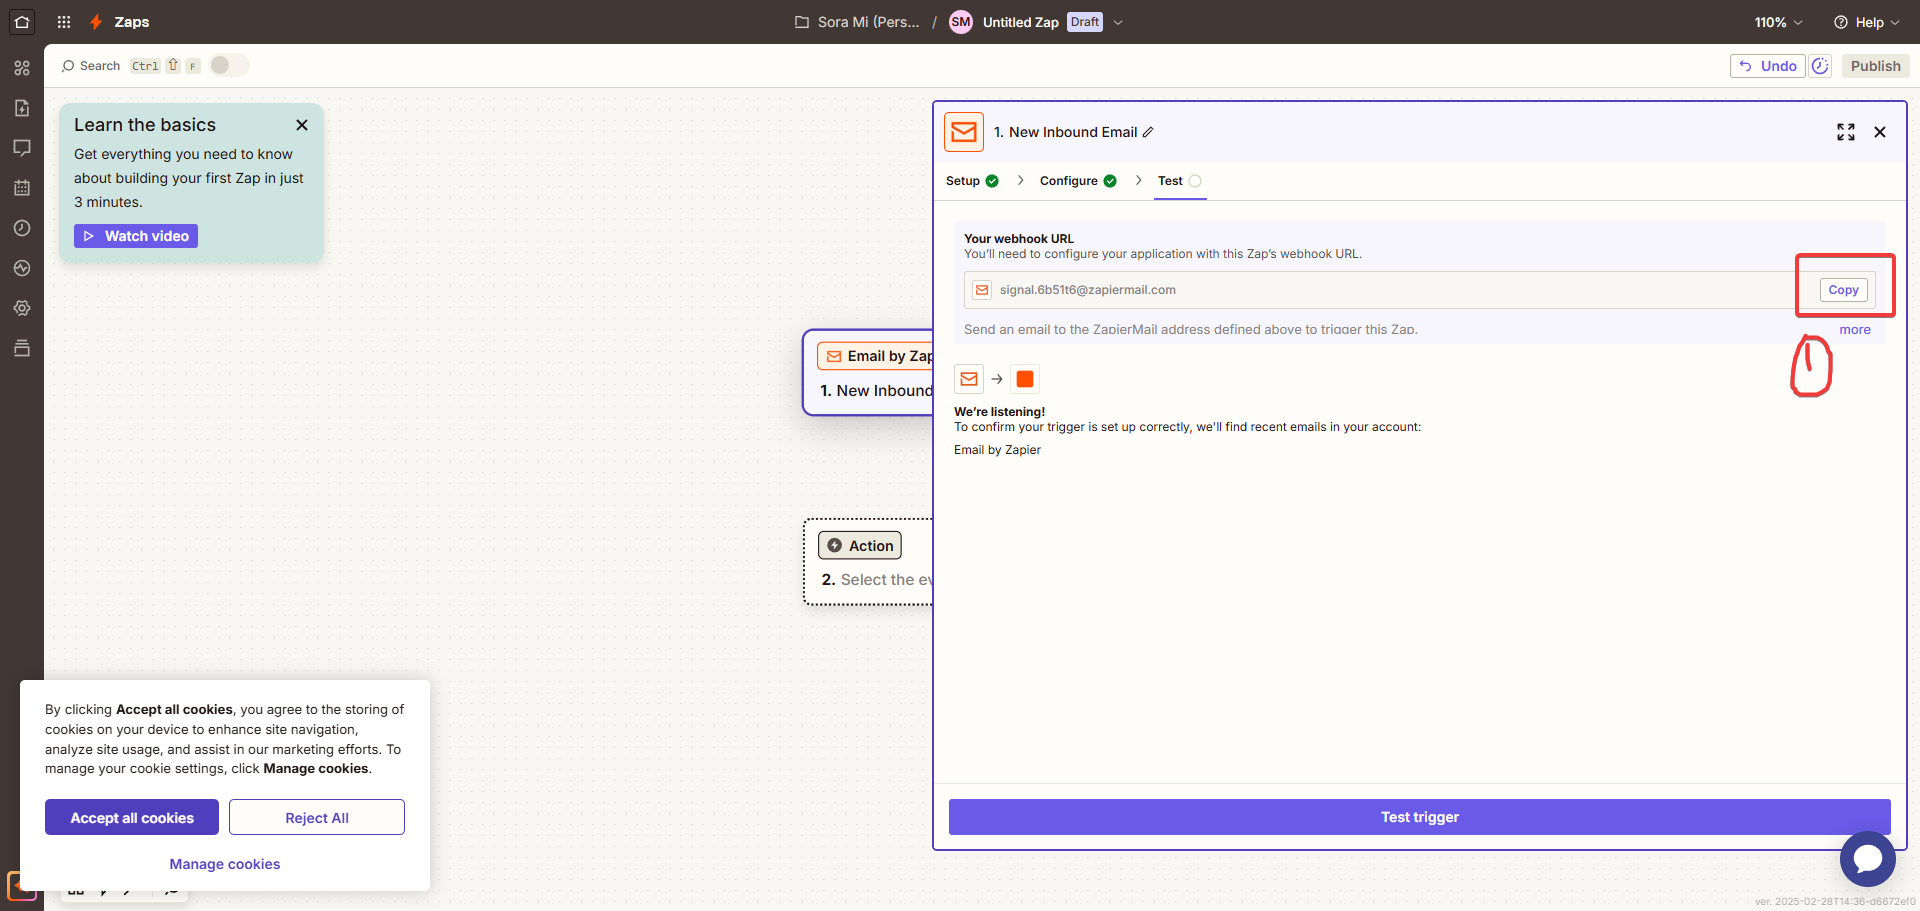 Zaps
Sora Mi (Pers... / SM Untitled Zap Draft
110%
Help
Search Ctrl ⇧ F
Undo
Publish
Learn the basics
Get everything you need to know
about building your first Zap in just
3 minutes.
Watch video
Email by Zap
1. New Inbound
Action
2. Select the ev
1. New Inbound Email
Setup
Configure
Test
Your webhook URL
You'll need to configure your application with this Zap's webhook URL.
signal.6b51t6@zapiermail.com
Copy
Send an email to the ZapierMail address defined above to trigger this Zap.
more
We're listening!
To confirm your trigger is set up correctly, we'll find recent emails in your account:
Email by Zapier
Test trigger
By clicking Accept all cookies, you agree to the storing of
cookies on your device to enhance site navigation,
analyze site usage, and assist in our marketing efforts. To
manage your cookie settings, click Manage cookies.
Accept all cookies
Reject All
Manage cookies
ver. 2025-02-28T14:36-d6672ef0